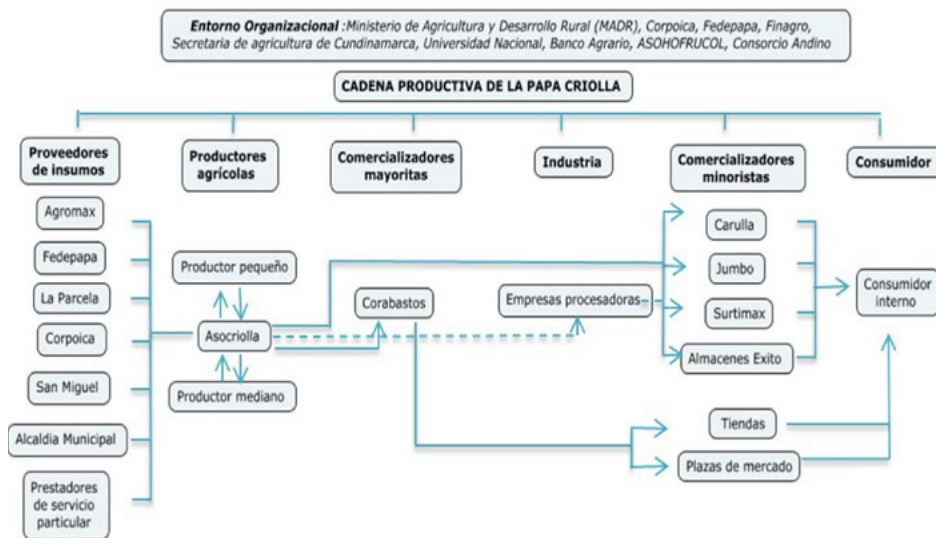 Entorno Organizacional :Ministerio de Agricultura y Desarrollo Rural (MADR), Corpoica, Fedepapa, Finagro,
Secretaria de agricultura de Cundinamarca, Universidad Nacional, Banco Agrario, ASOHOFRUCOL, Consorcio Andino
CADENA PRODUCTIVA DE LA PAPA CRIOLLA
Proveedores
de insumos
Productores
agrícolas
Comercializadores
mayoritas
Industria
Comercializadores
minoristas
Consumidor
Agromax
Fedepapa
La Parcela
Corpoica
San Miguel
Alcaldia Municipal
Prestadores
de servicio
particular
Productor pequeño
Asocriolla
Productor mediano
Corabastos
Empresas procesadoras
Carulla
Jumbo
Surtimax
Almacenes Exito
Tiendas
Plazas de mercado
Consumidor
interno